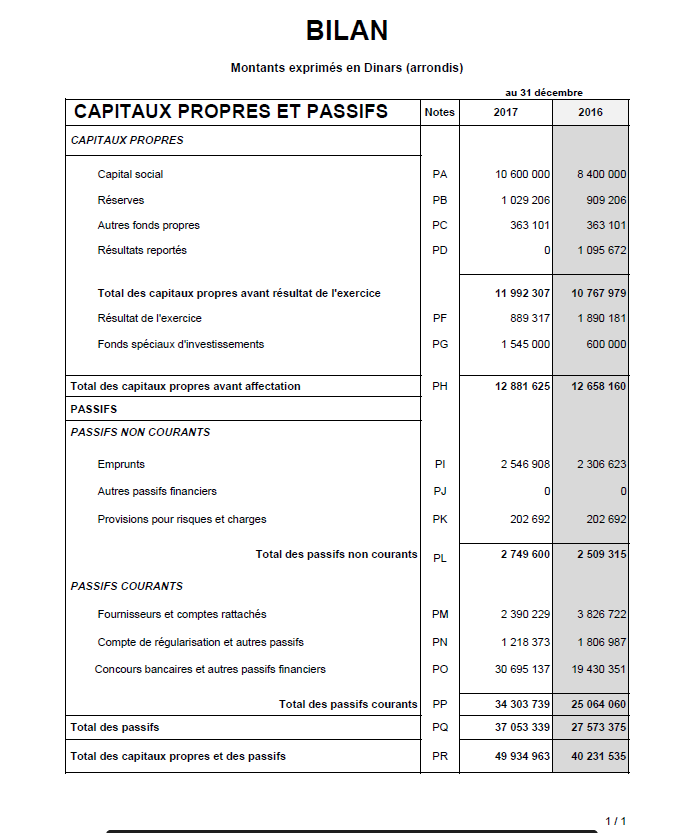 BILAN
Montants exprimés en Dinars (arrondis)
au 31 décembre
CAPITAUX PROPRES ET PASSIFS Notes 2017 2016
CAPITAUX PROPRES
Capital social PA 10 600 000 8 400 000
Réserves PB 1 029 206 909 206
Autres fonds propres PC 363 101 363 101
Résultats reportés PD 0 1 095 672
Total des capitaux propres avant résultat de l'exercice 11 992 307 10 767 979
Résultat de l'exercice PF 889 317 1 890 181
Fonds spéciaux d'investissements PG 1 545 000 600 000
Total des capitaux propres avant affectation PH 12 881 625 12 658 160
PASSIFS
PASSIFS NON COURANTS
Emprunts PI 2 546 908 2 306 623
Autres passifs financiers PJ 0 0
Provisions pour risques et charges PK 202 692 202 692
Total des passifs non courants PL 2 749 600 2 509 315
PASSIFS COURANTS
Fournisseurs et comptes rattachés PM 2 390 229 3 826 722
Compte de régularisation et autres passifs PN 1 218 373 1 806 987
Concours bancaires et autres passifs financiers PO 30 695 137 19 430 351
Total des passifs courants PP 34 303 739 25 064 060
Total des passifs PQ 37 053 339 27 573 375
Total des capitaux propres et des passifs PR 49 934 963 40 231 535
1 / 1